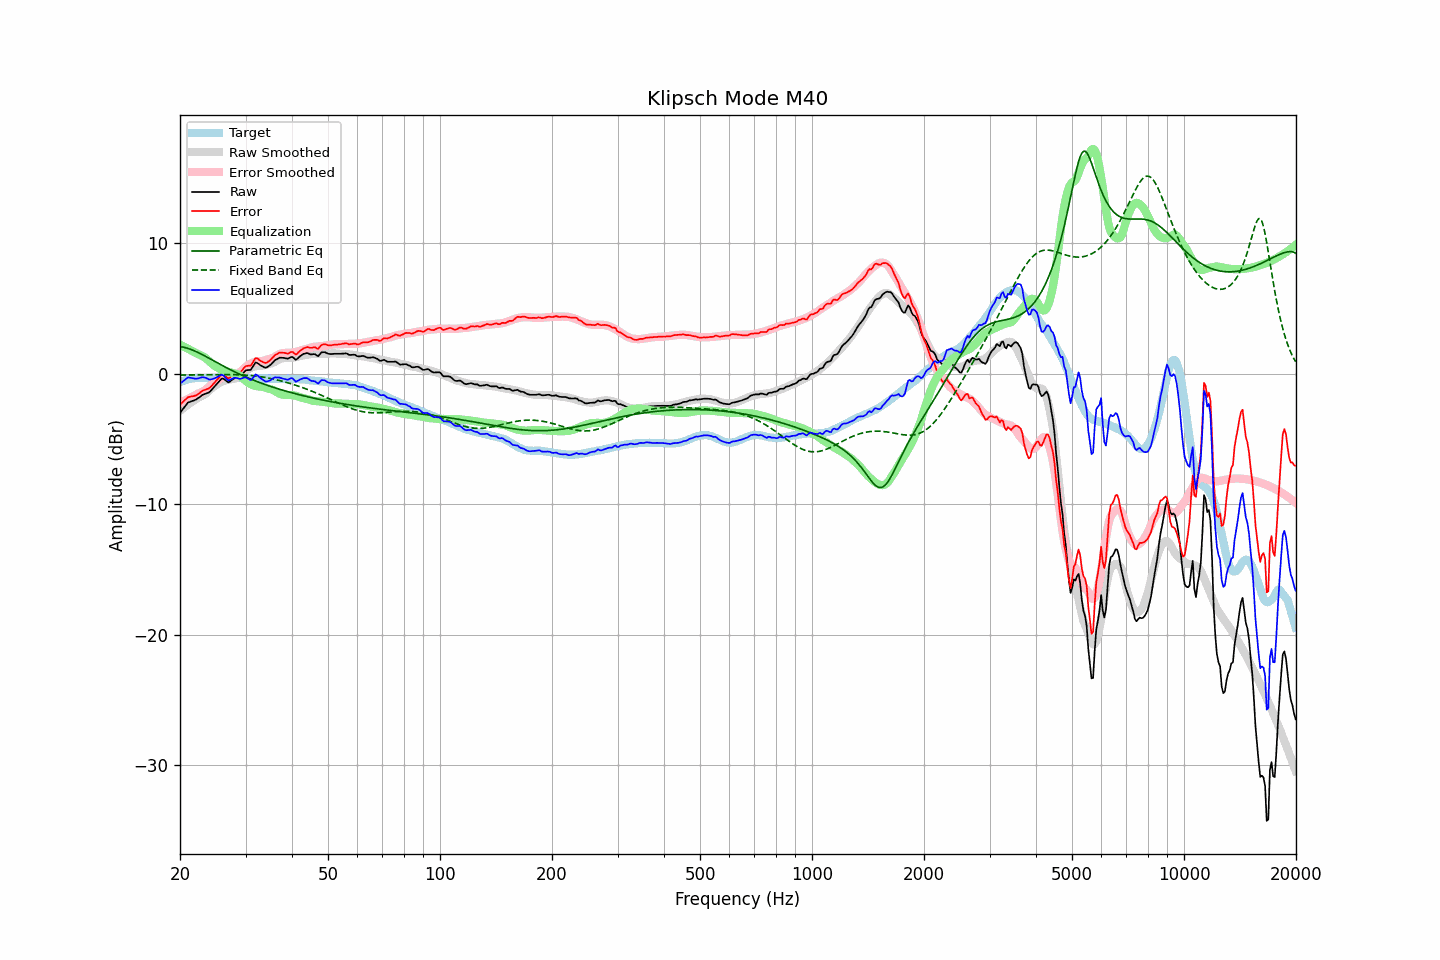 Klipsch Mode M40
Target
Raw Smoothed
Error Smoothed
Raw
Error
Equalization
Parametric Eq
Fixed Band Eq
Equalized
10
0
−10
−20
−30
Amplitude (dBr)
20 50 100 200 500 1000 2000 5000 10000 20000
Frequency (Hz)